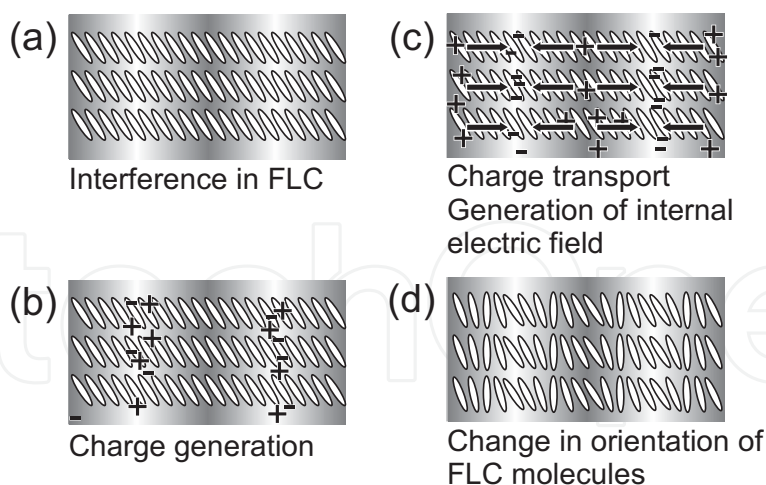 (a)
Interference in FLC
(b)
Charge generation
(c)
Charge transport
Generation of internal
electric field
(d)
Change in orientation of
FLC molecules